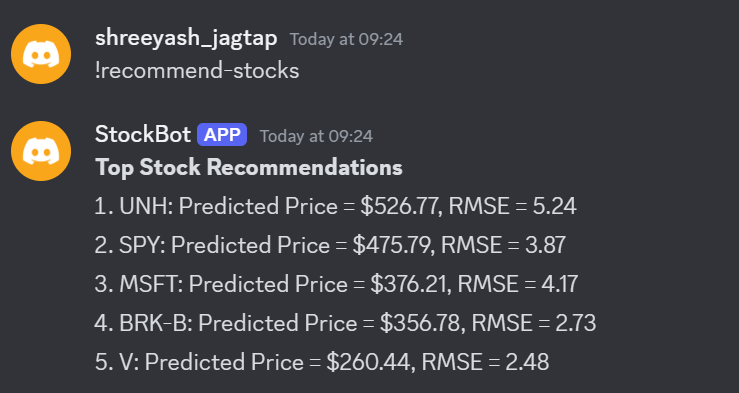 shreeyash_jagtap Today at 09:24
!recommend-stocks
StockBot APP Today at 09:24
Top Stock Recommendations
1. UNH: Predicted Price = $526.77, RMSE = 5.24
2. SPY: Predicted Price = $475.79, RMSE = 3.87
3. MSFT: Predicted Price = $376.21, RMSE = 4.17
4. BRK-B: Predicted Price = $356.78, RMSE = 2.73
5. V: Predicted Price = $260.44, RMSE = 2.48